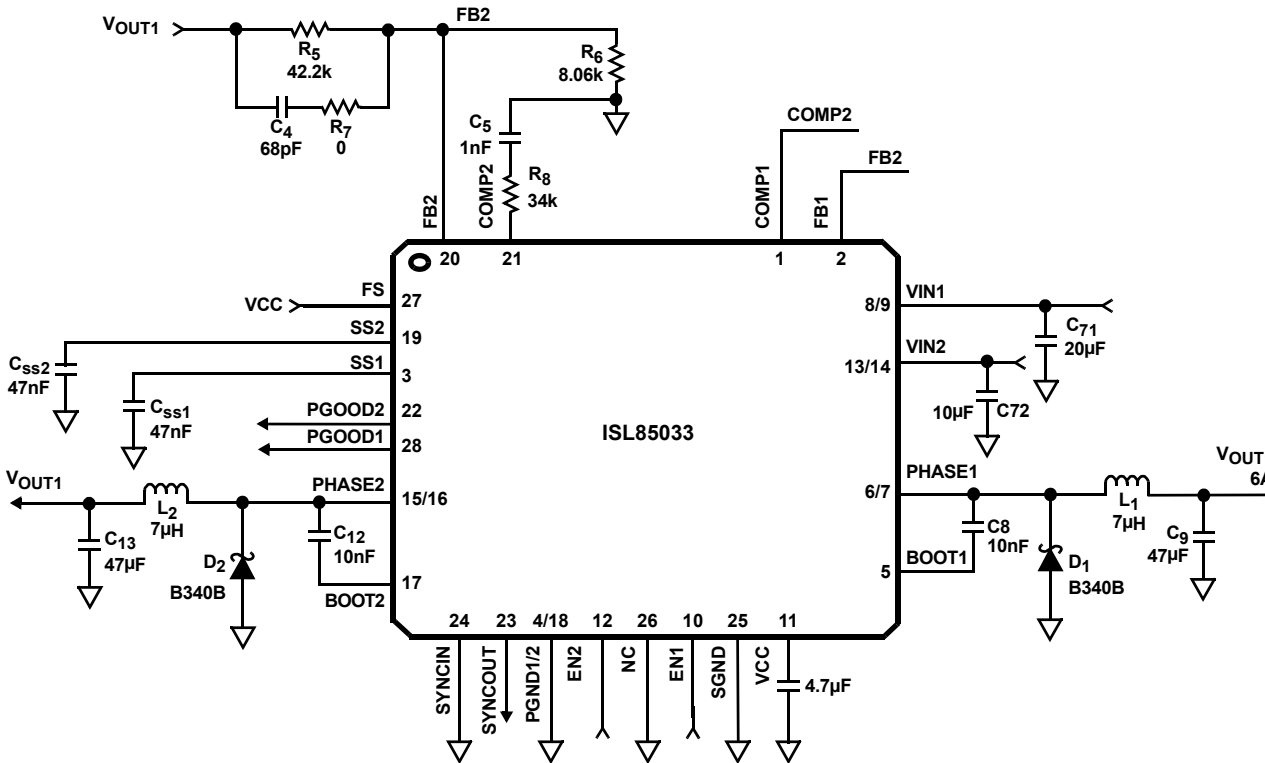 VOUT1
R5
42.2k
C4
68pF
R7
0
FB2
R6
8.06k
C5
1nF
R8
34k
FB2
COMP2
COMP2
COMP1
FB2
FB1
20
21
1
2
VCC
FS
27
SS2
19
Css2
47nF
SS1
3
Css1
47nF
PGOOD2
22
PGOOD1
28
ISL85033
8/9
VIN1
C71
20µF
13/14
VIN2
10µF
C72
VOUT1
L2
7µH
PHASE2
15/16
C13
47µF
D2
B340B
C12
10nF
17
BOOT2
PHASE1
6/7
L1
7µH
VOUT
6A
C8
10nF
C9
47µF
5
BOOT1
D1
B340B
24
23
4/18
12
26
10
25
11
SYNCIN
SYNCOUT
PGND1/2
EN2
NC
EN1
SGND
VCC
4.7µF